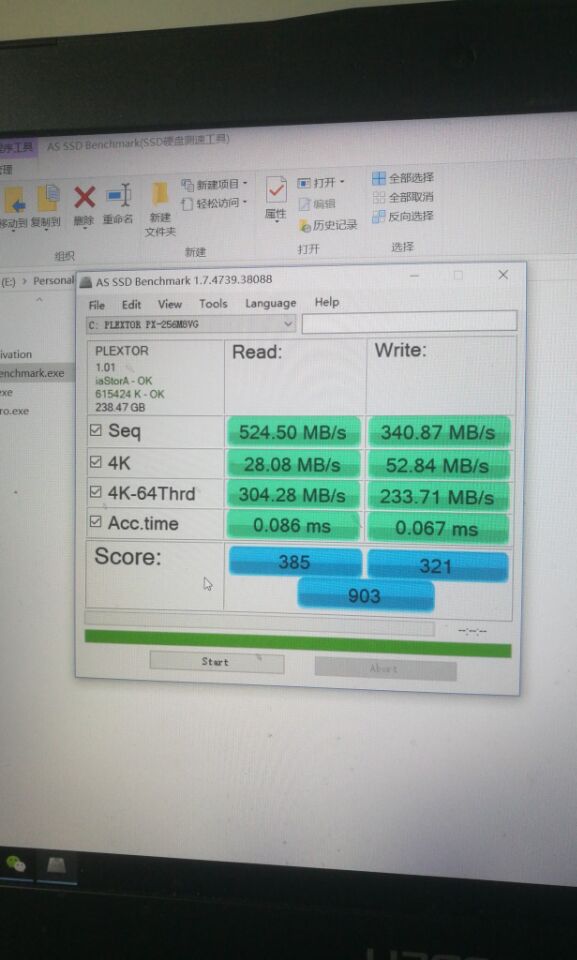 程序工具 AS SSD Benchmark(SSD硬盘测速工具)
管理
移动到 复制到 删除 重命名 新建 文件夹 新建项目 轻松访问 属性 打开 编辑 历史记录 全部选择 全部取消 反向选择
组织 新建 打开 选择
(E:) > Personal
AS SSD Benchmark 1.7.4739.38088
File Edit View Tools Language Help
C: PLEXTOR PX-256M8VG
PLEXTOR
1.01
iaStorA - OK
615424 K - OK
238.47 GB
Read: Write:
ivation
enchmark.exe
exe
ro.exe
Seq 524.50 MB/s 340.87 MB/s
4K 28.08 MB/s 52.84 MB/s
4K-64Thrd 304.28 MB/s 233.71 MB/s
Acc.time 0.086 ms 0.067 ms
Score: 385 321
903
--:--:--
Start Abort